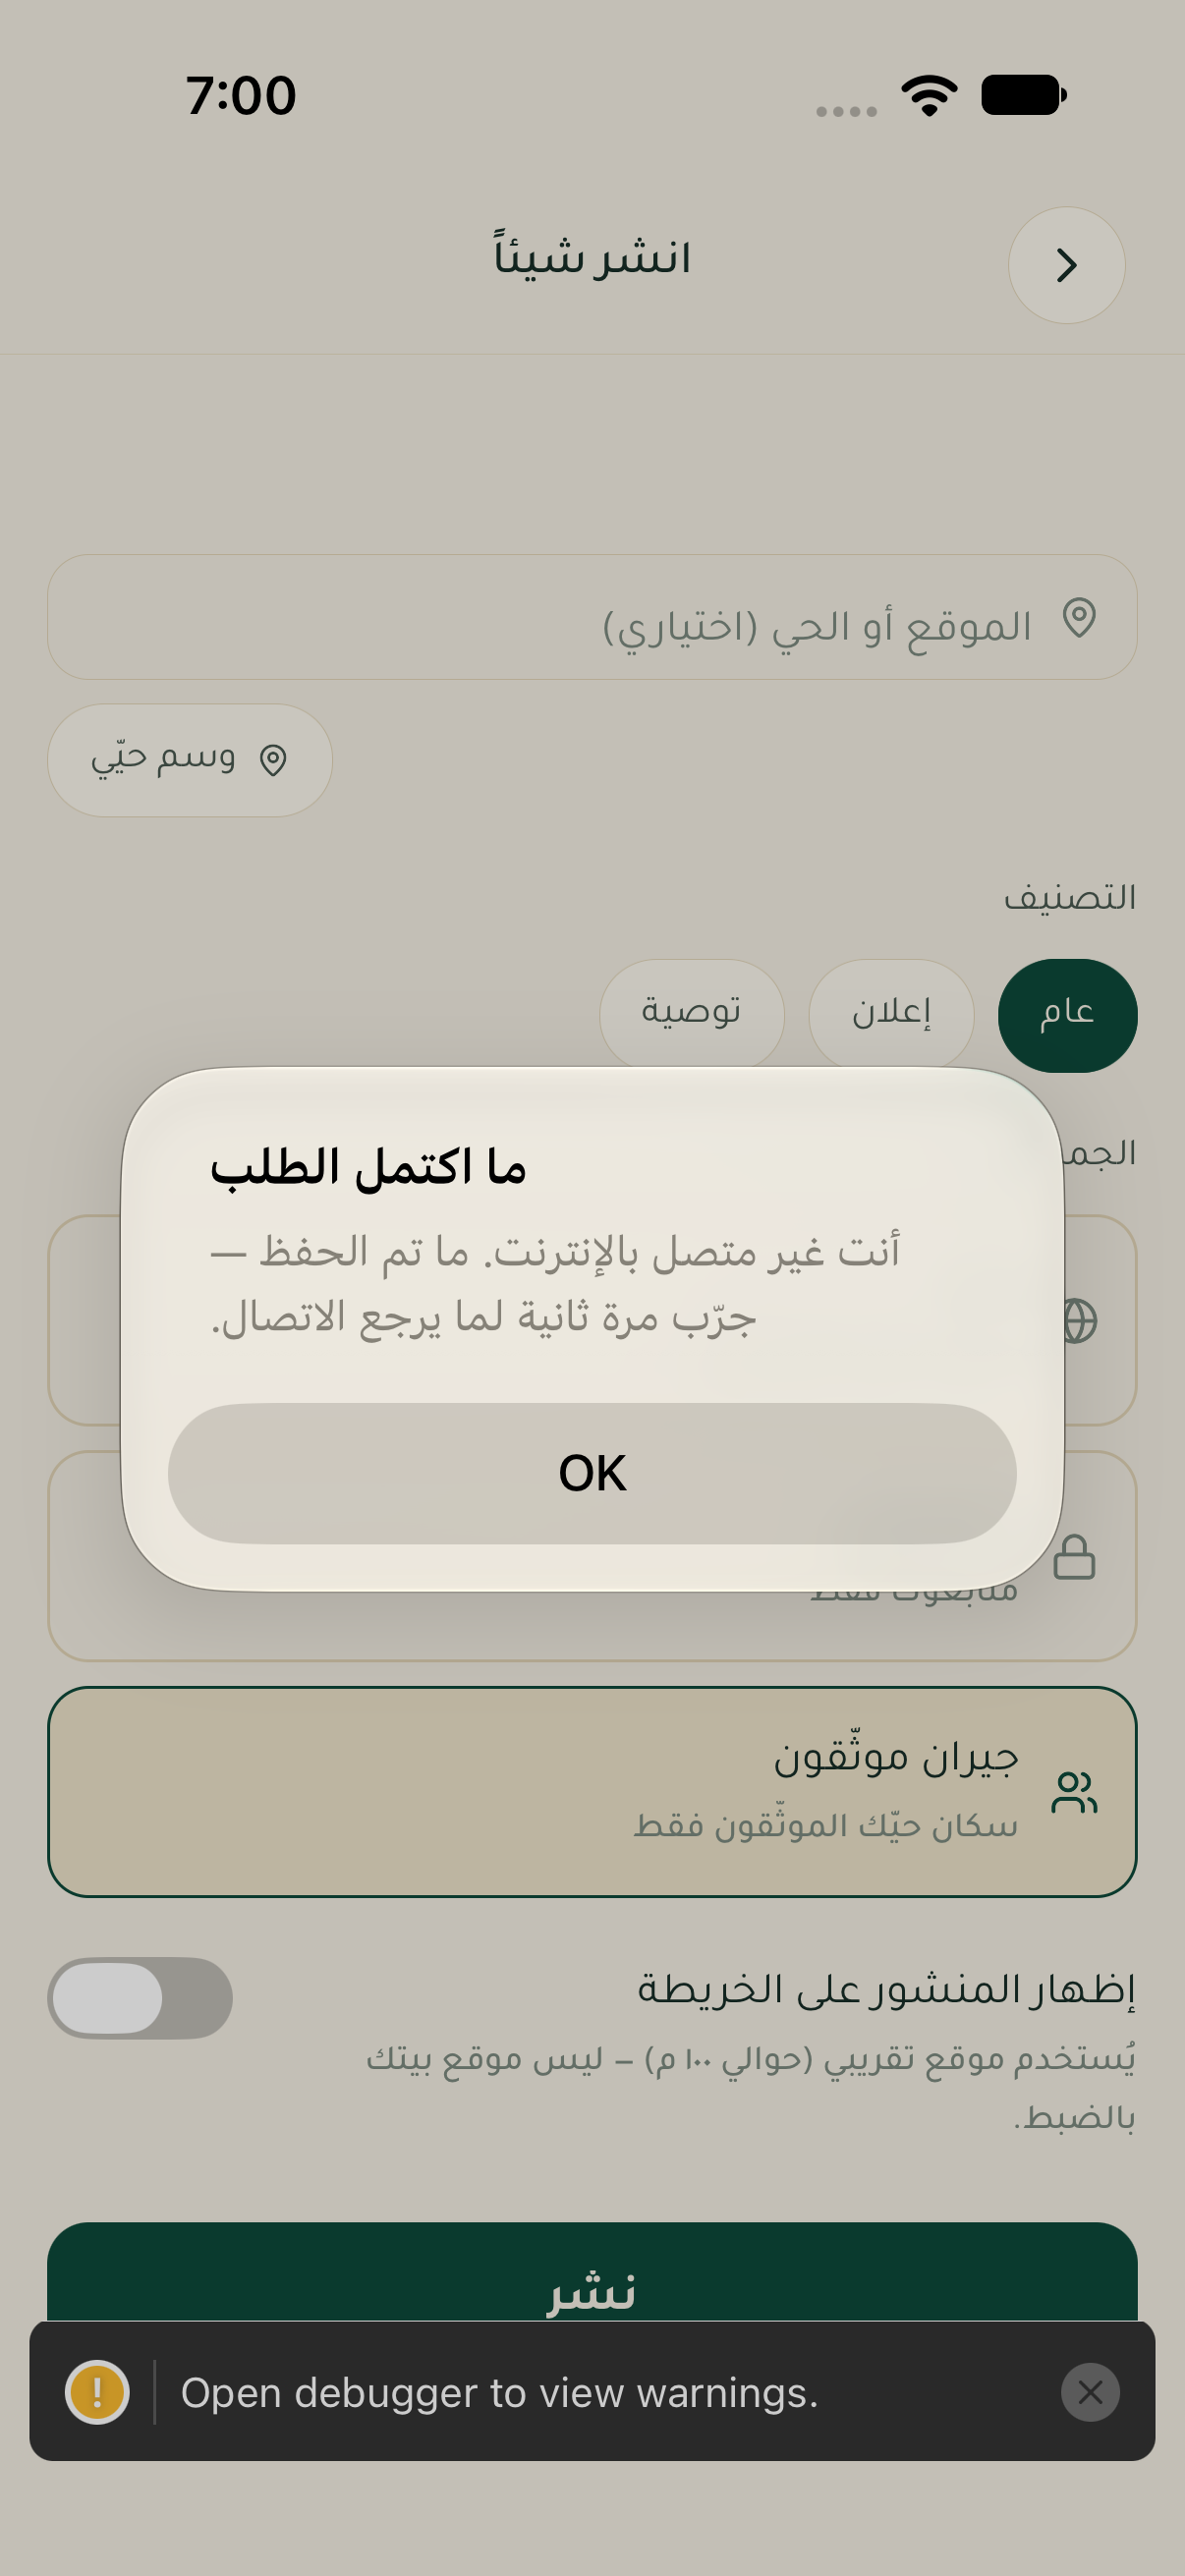 7:00
انشر شيئاً
الموقع أو الحي (اختياري)
وسم حيّي
التصنيف
عام
إعلان
توصية
ما اكتمل الطلب
أنت غير متصل بالإنترنت. ما تم الحفظ —
جرّب مرة ثانية لما يرجع الاتصال.
OK
جيران موثّقون
سكان حيّك الموثّقون فقط
إظهار المنشور على الخريطة
يُستخدم موقع تقريبي (حوالي ١٠٠ م) – ليس موقع بيتك
بالضبط.
نشر
Open debugger to view warnings.